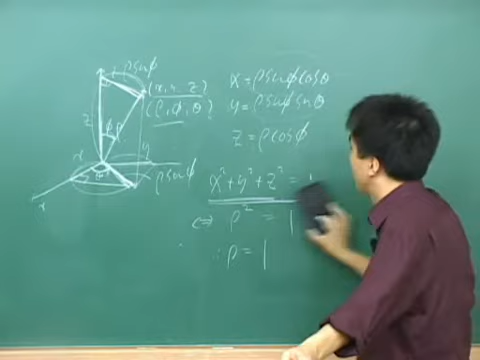 ρsinφ
(x, y, z)
(ρ, φ, θ)
z
φ
ρ
x
y
θ
ρsinφ
x
x = ρsinφcosθ
y = ρsinφsinθ
z = ρcosφ
x² + y² + z² = 1
⇔ ρ² = 1
∴ ρ = 1